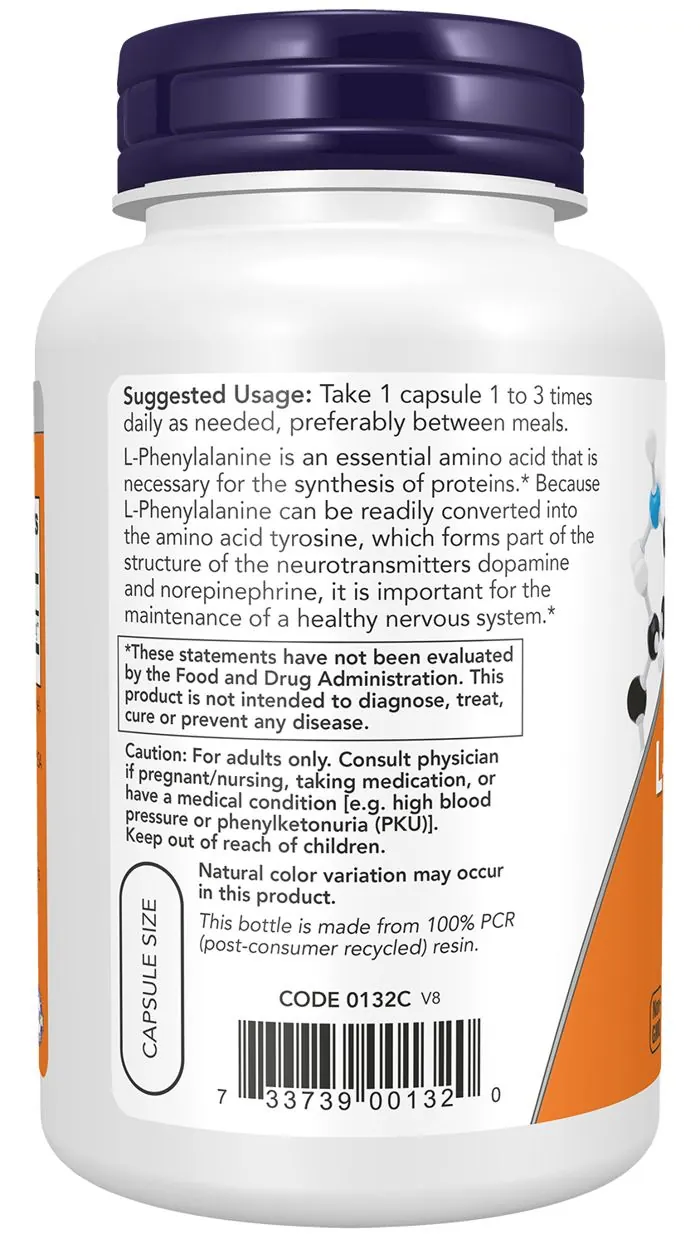 Suggested Usage: Take 1 capsule 1 to 3 times
daily as needed, preferably between meals.
L-Phenylalanine is an essential amino acid that is
necessary for the synthesis of proteins.* Because
L-Phenylalanine can be readily converted into
the amino acid tyrosine, which forms part of the
structure of the neurotransmitters dopamine
and norepinephrine, it is important for the
maintenance of a healthy nervous system.*
*These statements have not been evaluated
by the Food and Drug Administration. This
product is not intended to diagnose, treat,
cure or prevent any disease.
Caution: For adults only. Consult physician
if pregnant/nursing, taking medication, or
have a medical condition [e.g. high blood
pressure or phenylketonuria (PKU)].
Keep out of reach of children.
Natural color variation may occur
in this product.
CAPSULE SIZE
This bottle is made from 100% PCR
(post-consumer recycled) resin.
CODE 0132C V8
7 33739 00132 0
Non-
GMO